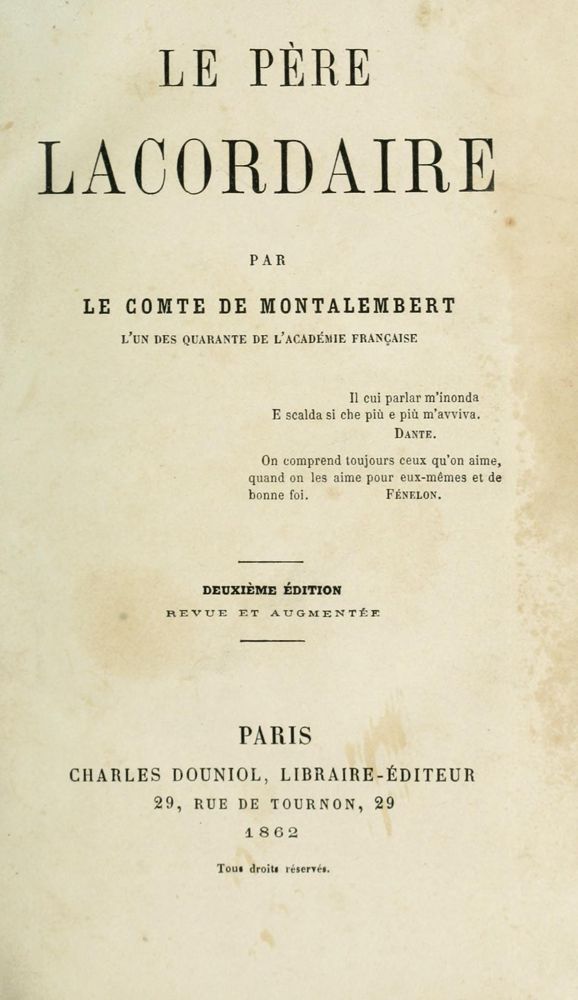 LE PÈRE
LACORDAIRE
PAR
LE COMTE DE MONTALEMBERT
L'UN DES QUARANTE DE L'ACADÉMIE FRANÇAISE
Il cui parlar m'inonda
E scalda si che più e più m'avviva.
DANTE.
On comprend toujours ceux qu'on aime,
quand on les aime pour eux-mêmes et de
bonne foi. FÉNELON.
DEUXIÈME ÉDITION
REVUE ET AUGMENTÉE
PARIS
CHARLES DOUNIOL, LIBRAIRE-ÉDITEUR
29, RUE DE TOURNON, 29
1862
Tous droits réservés.